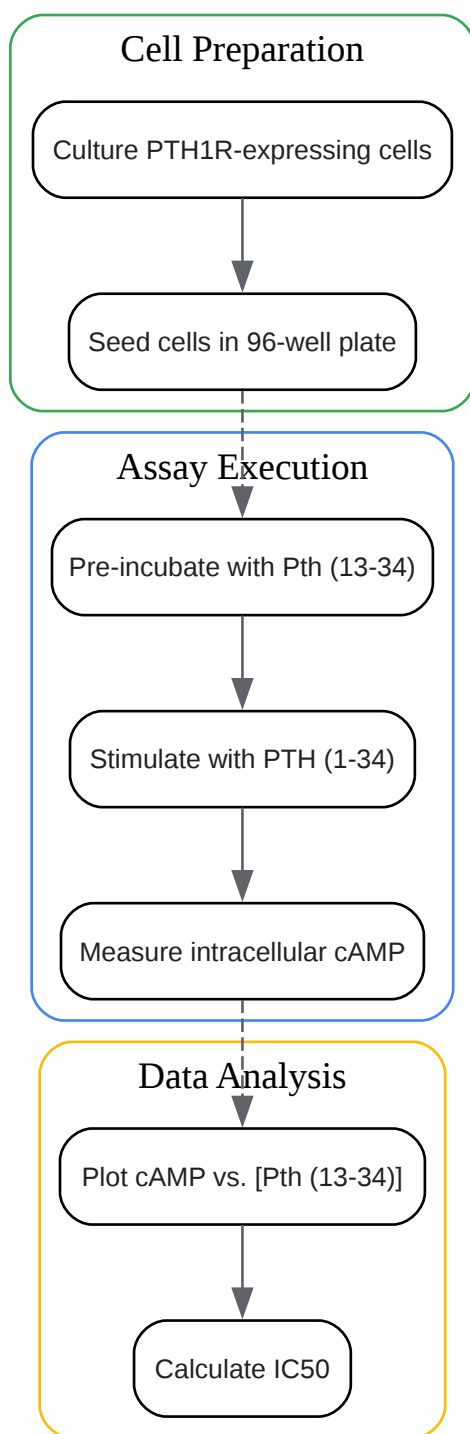 Cell Preparation
Culture PTH1R-expressing cells
Seed cells in 96-well plate
Assay Execution
Pre-incubate with Pth (13-34)
Stimulate with PTH (1-34)
Measure intracellular cAMP
Data Analysis
Plot cAMP vs. [Pth (13-34)]
Calculate IC50